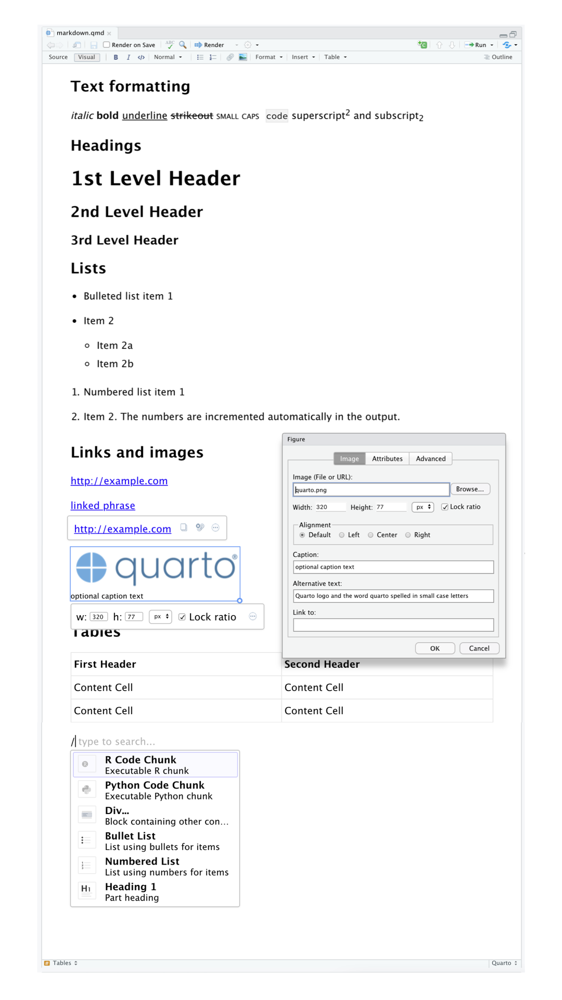 markdown.qmd
Render on Save ABC Render Run
Source Visual B I </> Normal Format Insert Table Outline
Text formatting
italic bold underline strikeout SMALL CAPS code superscript2 and subscript2
Headings
1st Level Header
2nd Level Header
3rd Level Header
Lists
• Bulleted list item 1
• Item 2
Item 2a
Item 2b
1. Numbered list item 1
2. Item 2. The numbers are incremented automatically in the output.
Links and images
http://example.com
linked phrase
http://example.com
quarto®
optional caption text
w: 320 h: 77 px Lock ratio
Figure
Image Attributes Advanced
Image (File or URL):
quarto.png Browse...
Width: 320 Height: 77 px Lock ratio
Alignment
Default Left Center Right
Caption:
optional caption text
Alternative text:
Quarto logo and the word quarto spelled in small case letters
Link to:
OK Cancel
Tables
First Header Second Header
Content Cell Content Cell
Content Cell Content Cell
/type to search...
R Code Chunk
Executable R chunk
Python Code Chunk
Executable Python chunk
Div...
Block containing other con...
Bullet List
List using bullets for items
Numbered List
List using numbers for items
H1 Heading 1
Part heading
# Tables Quarto